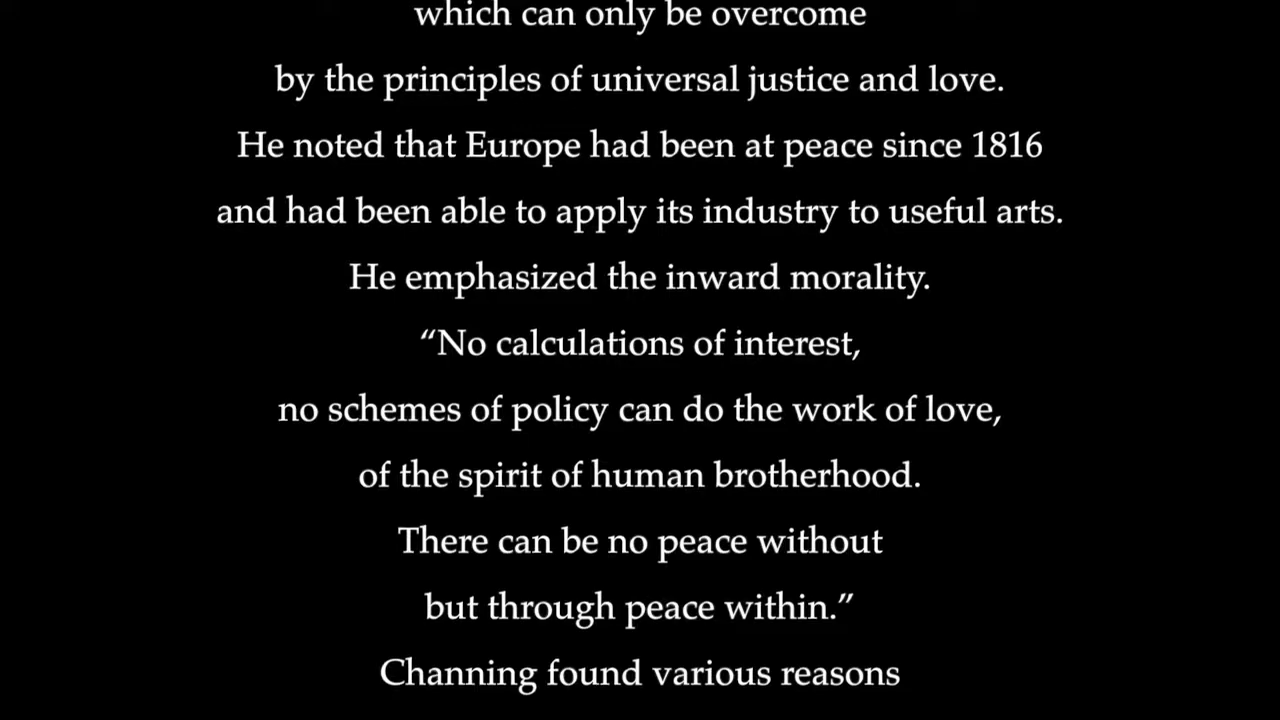 which can only be overcome
by the principles of universal justice and love.
He noted that Europe had been at peace since 1816
and had been able to apply its industry to useful arts.
He emphasized the inward morality.
“No calculations of interest,
no schemes of policy can do the work of love,
of the spirit of human brotherhood.
There can be no peace without
but through peace within.”
Channing found various reasons